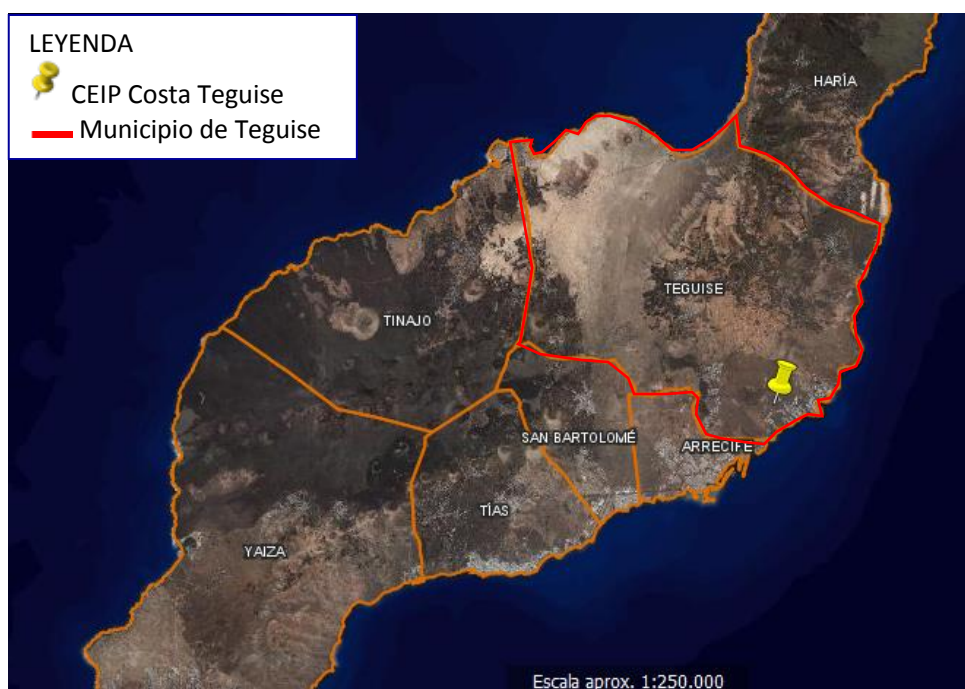 LEYENDA
CEIP Costa Teguise
Municipio de Teguise
HARÍA
TEGUISE
TINAJO
SAN BARTOLOMÉ
ARRECIFE
TÍAS
YAIZA
Escala aprox. 1:250.000